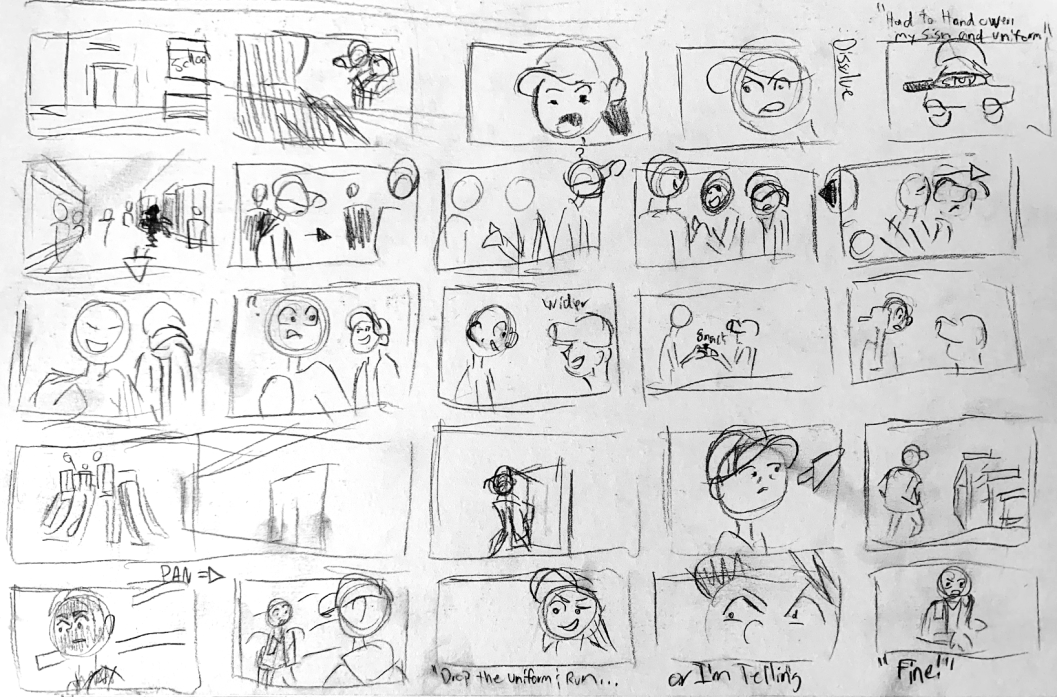 "Had to Hand over
my Sign and uniform"
School
Dissolve
STOP
?
?
Wider
Smack
PAN
"Drop the uniform & Run...
or I'm Telling
"Fine!"